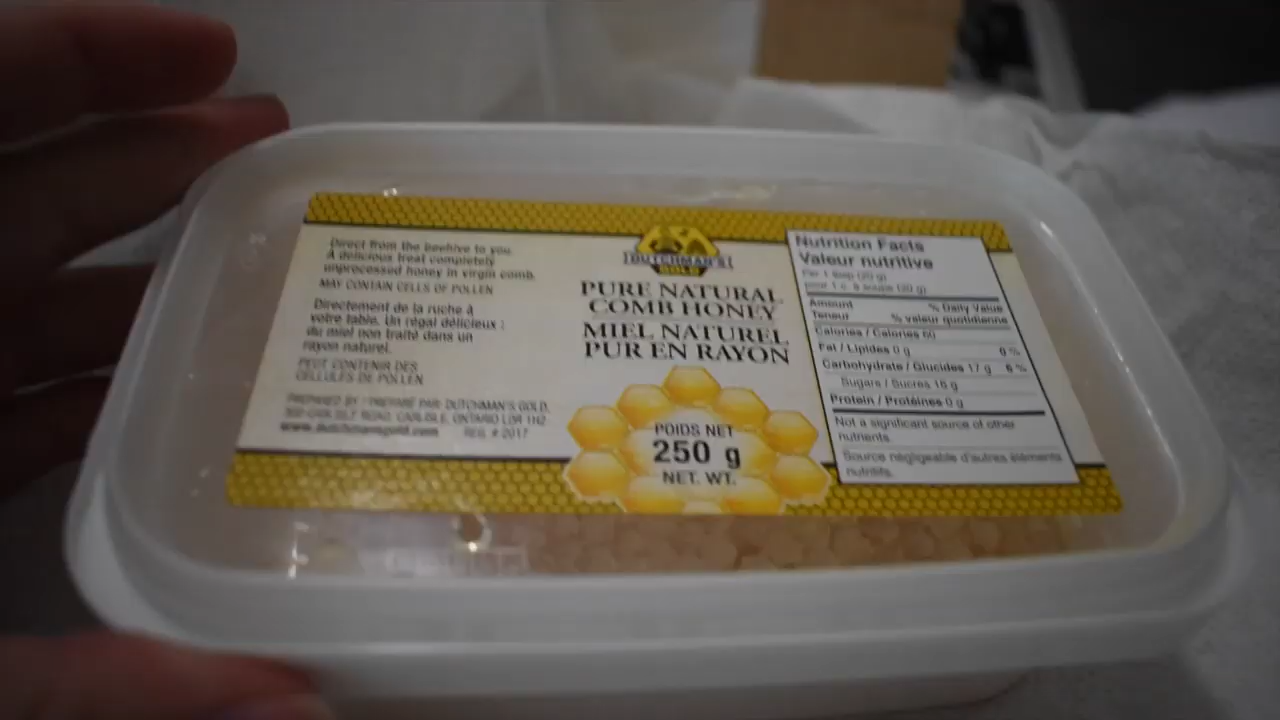 Direct from the beehive to you.
A delicious treat completely
unprocessed honey in virgin comb.
MAY CONTAIN CELLS OF POLLEN
Directement de la ruche à
votre table. Un régal délicieux :
du miel non traité dans un
rayon naturel.
PEUT CONTENIR DES
CELLULES DE POLLEN
PREPARED BY / PRÉPARÉ PAR: DUTCHMAN'S GOLD,
CARLISLE, ONTARIO L0R 1H2
www.dutchmansgold.com REG. # 2017
DUTCHMAN'S
GOLD
PURE NATURAL
COMB HONEY
MIEL NATUREL
PUR EN RAYON
POIDS NET
250 g
NET. WT.
Nutrition Facts
Valeur nutritive
Per 1 tbsp (20 g)
pour 1 c. à soupe (20 g)
Amount % Daily Value
Teneur % valeur quotidienne
Calories / Calories 60
Fat / Lipides 0 g 0 %
Carbohydrate / Glucides 17 g 6 %
Sugars / Sucres 16 g
Protein / Protéines 0 g
Not a significant source of other
nutrients.
Source négligeable d'autres éléments
nutritifs.